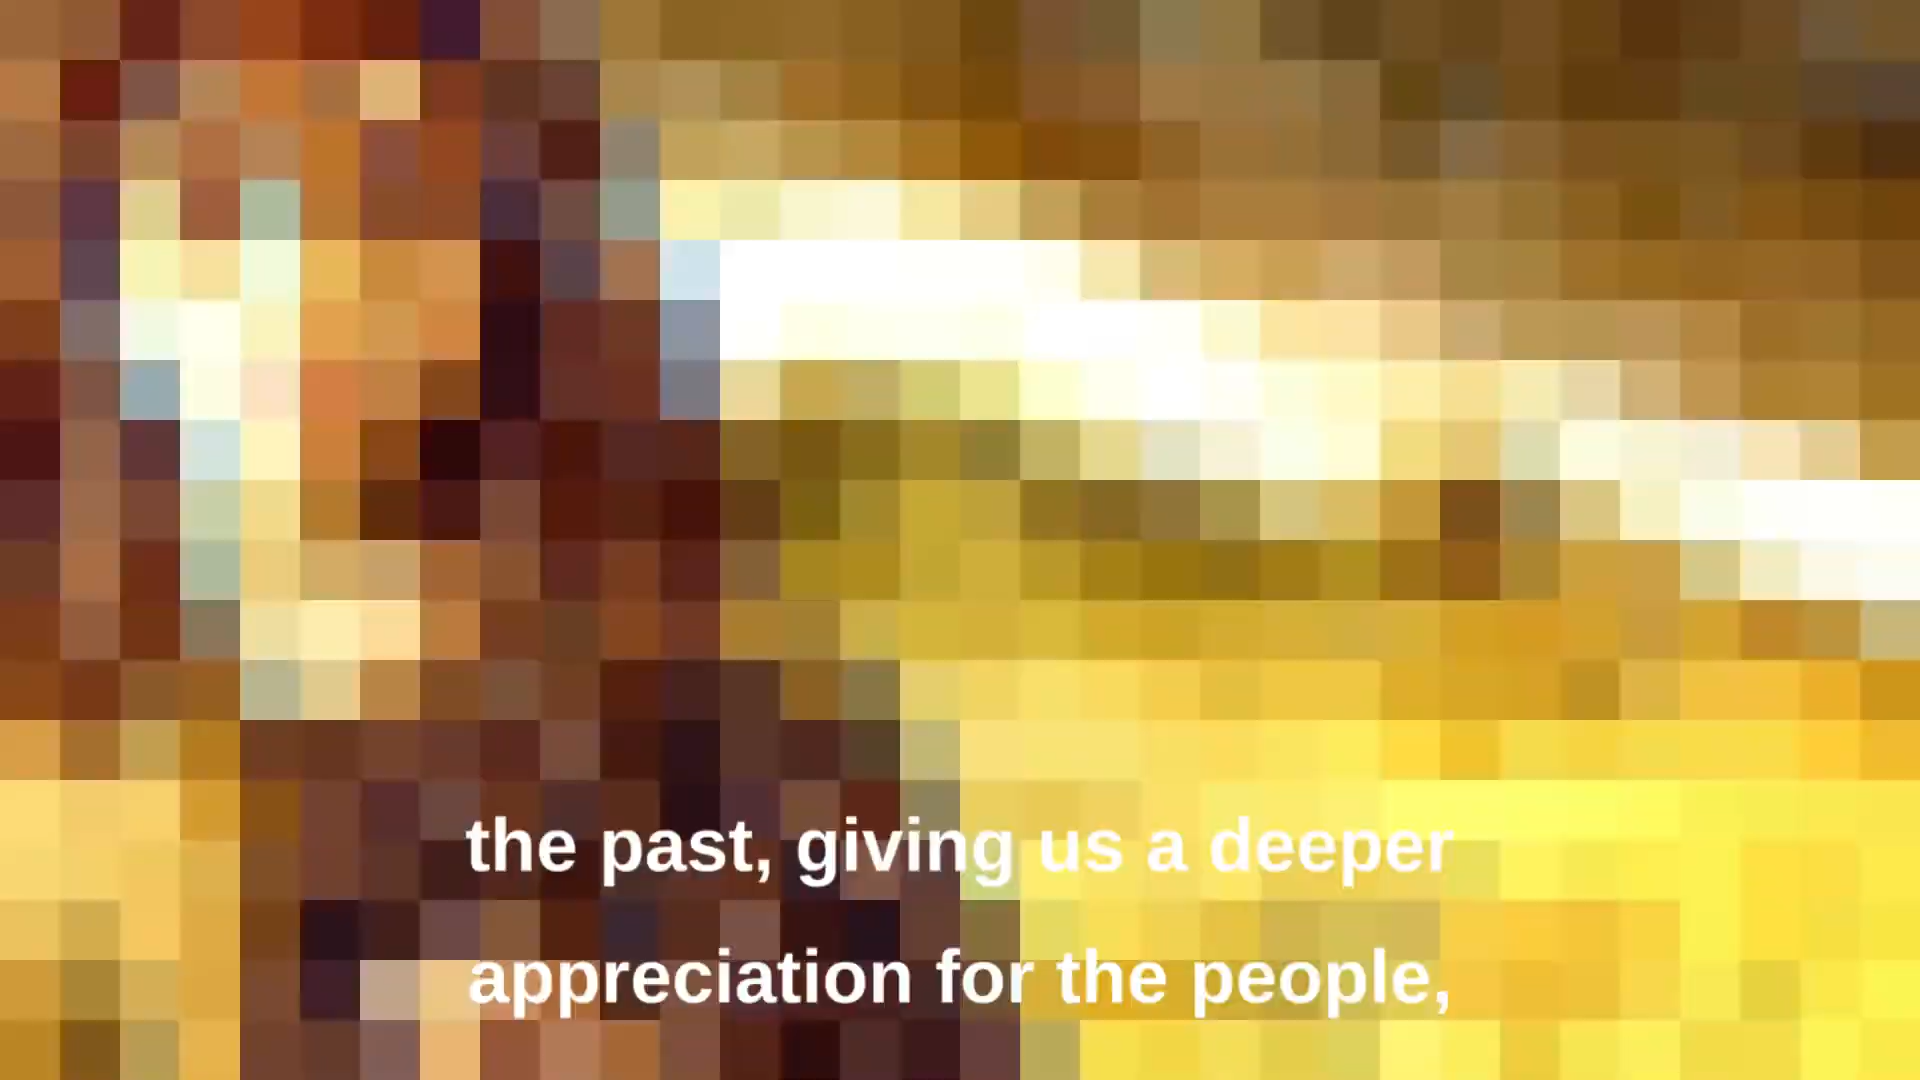 the past, giving us a deeper
appreciation for the people,